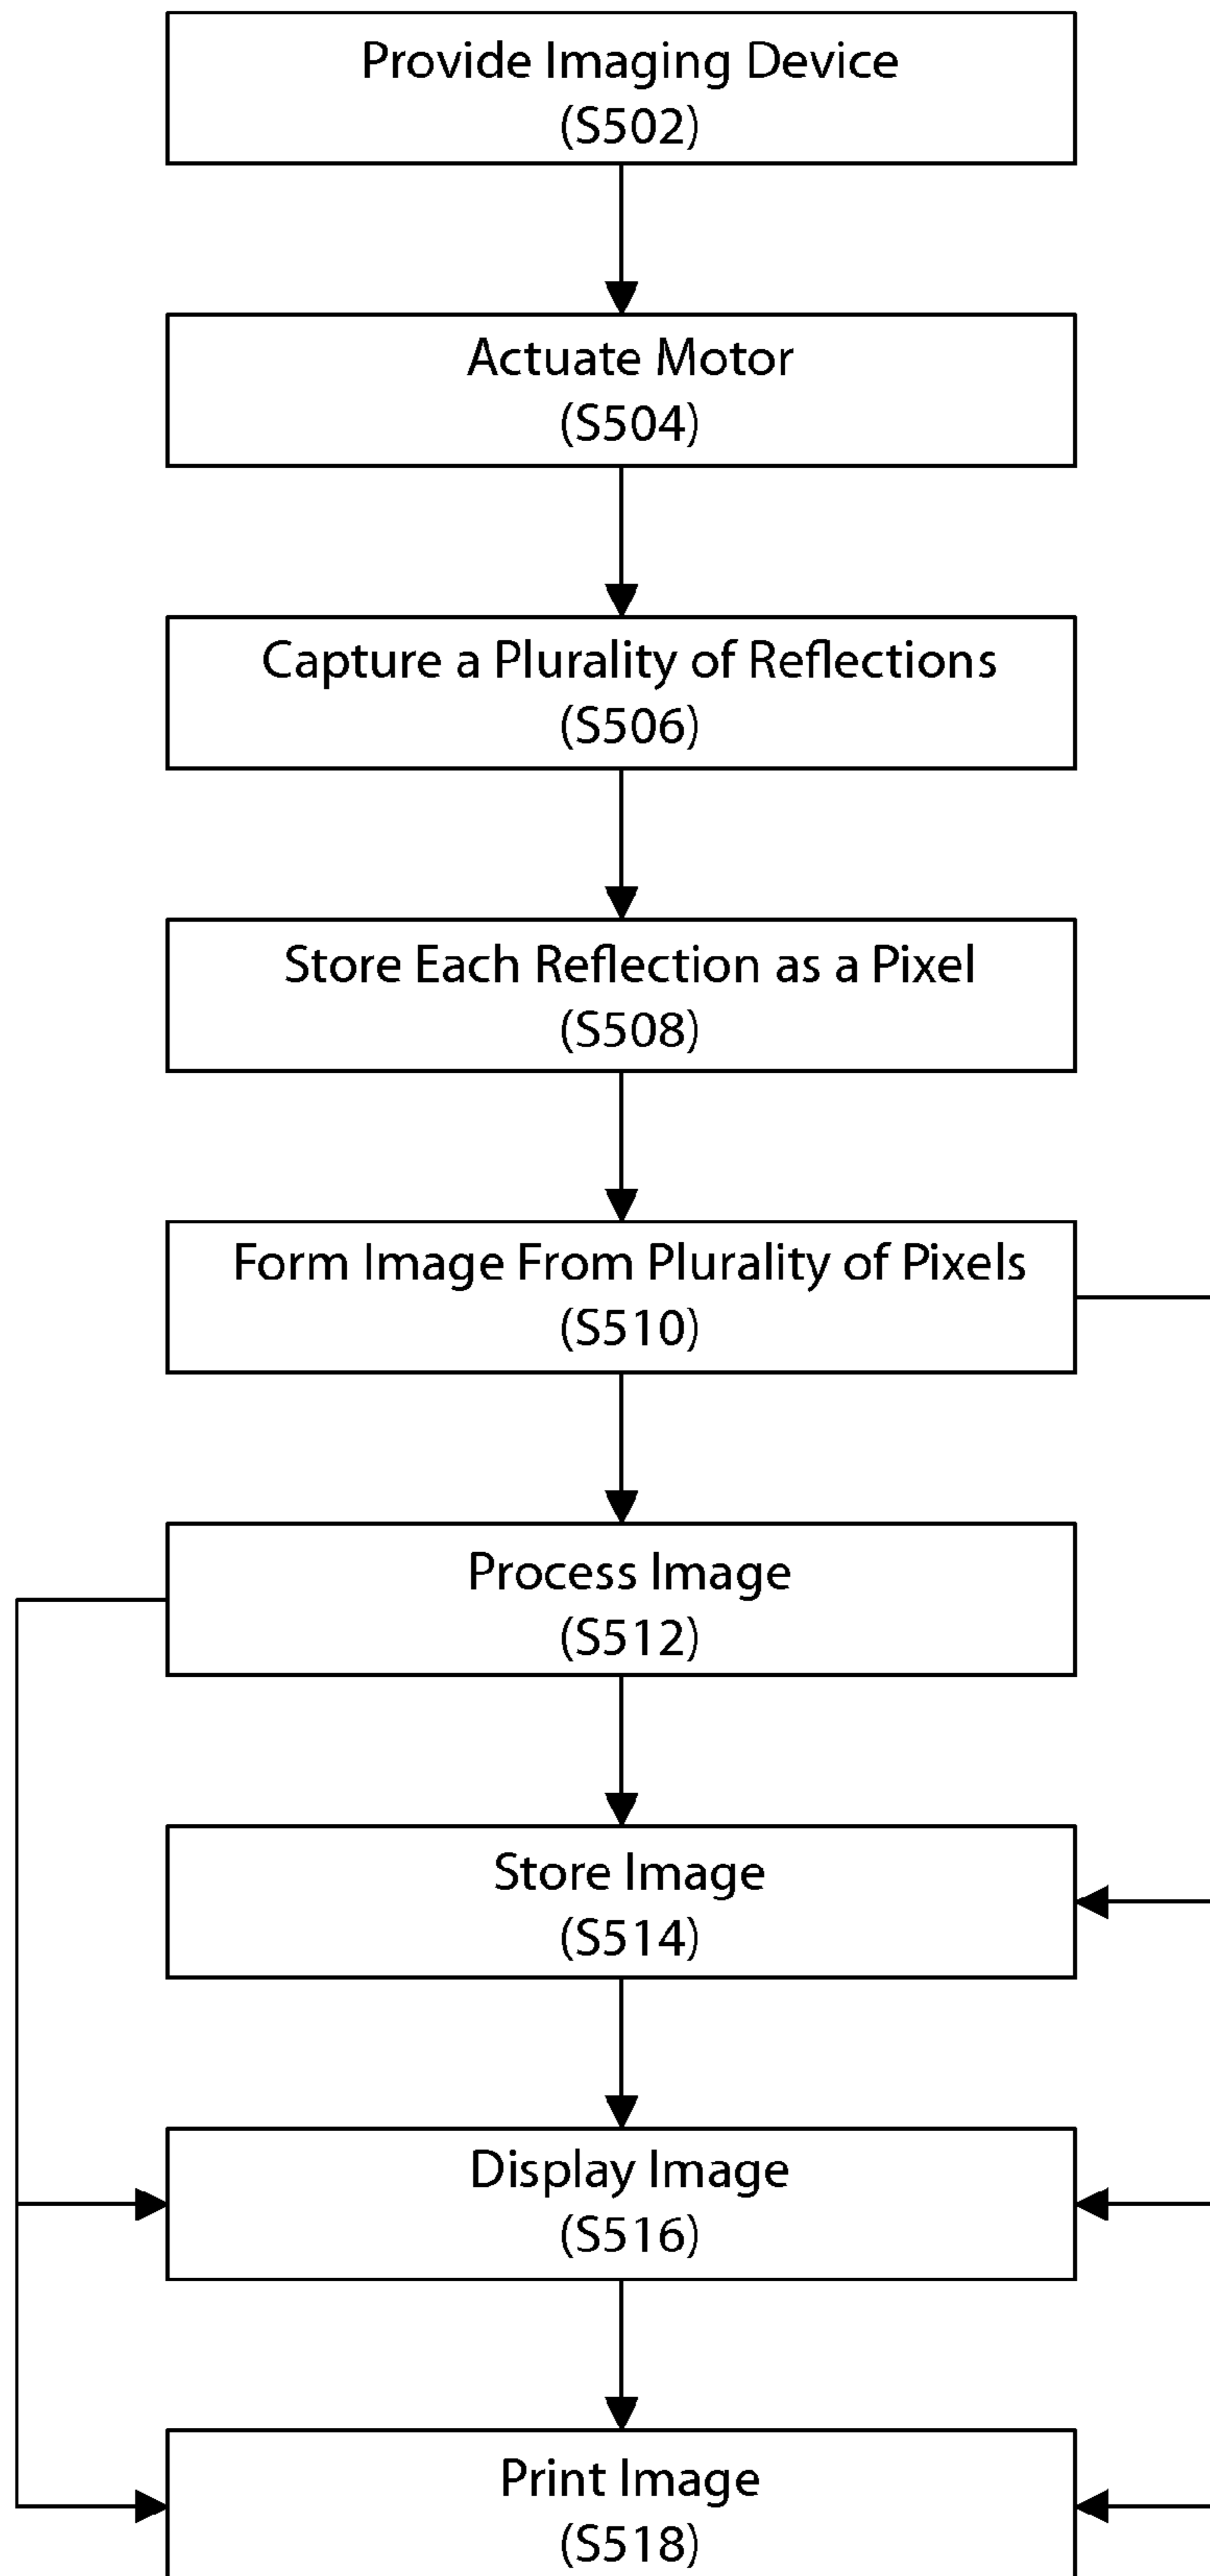 Provide Imaging Device
(S502)
Actuate Motor
(S504)
Capture a Plurality of Reflections
(S506)
Store Each Reflection as a Pixel
(S508)
Form Image From Plurality of Pixels
(S510)
Process Image
(S512)
Store Image
(S514)
Display Image
(S516)
Print Image
(S518)